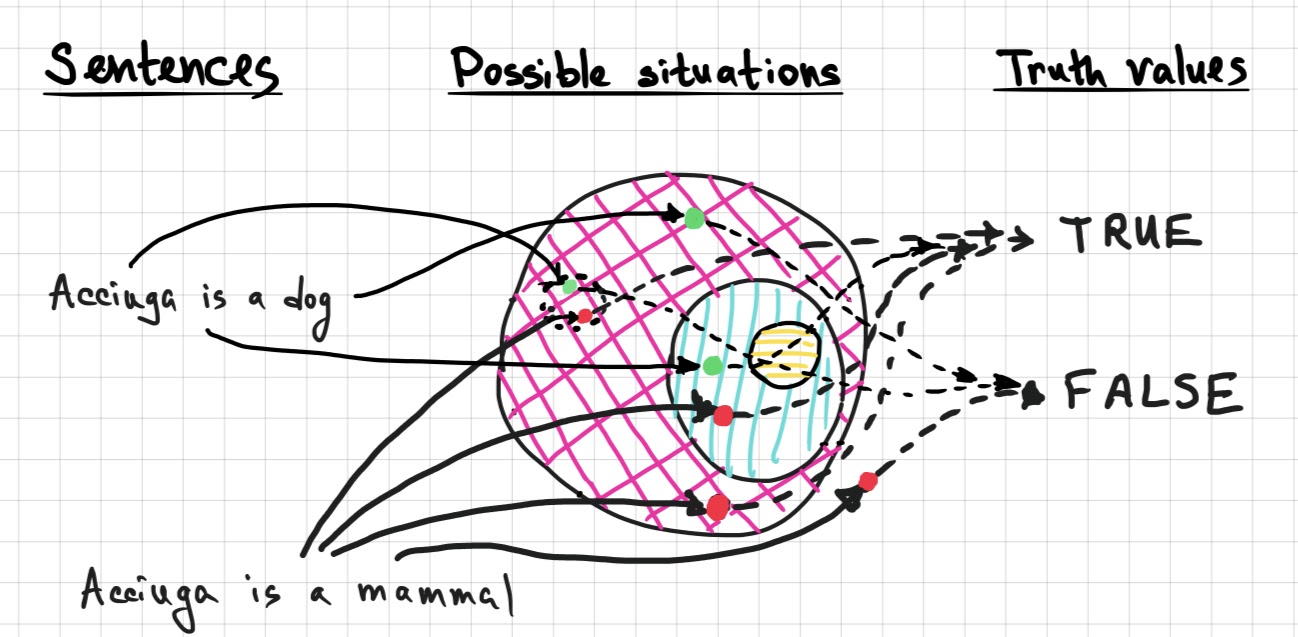 Sentences
Possible situations
Truth values
TRUE
Acciuga is a dog
FALSE
Acciuga is a mammal